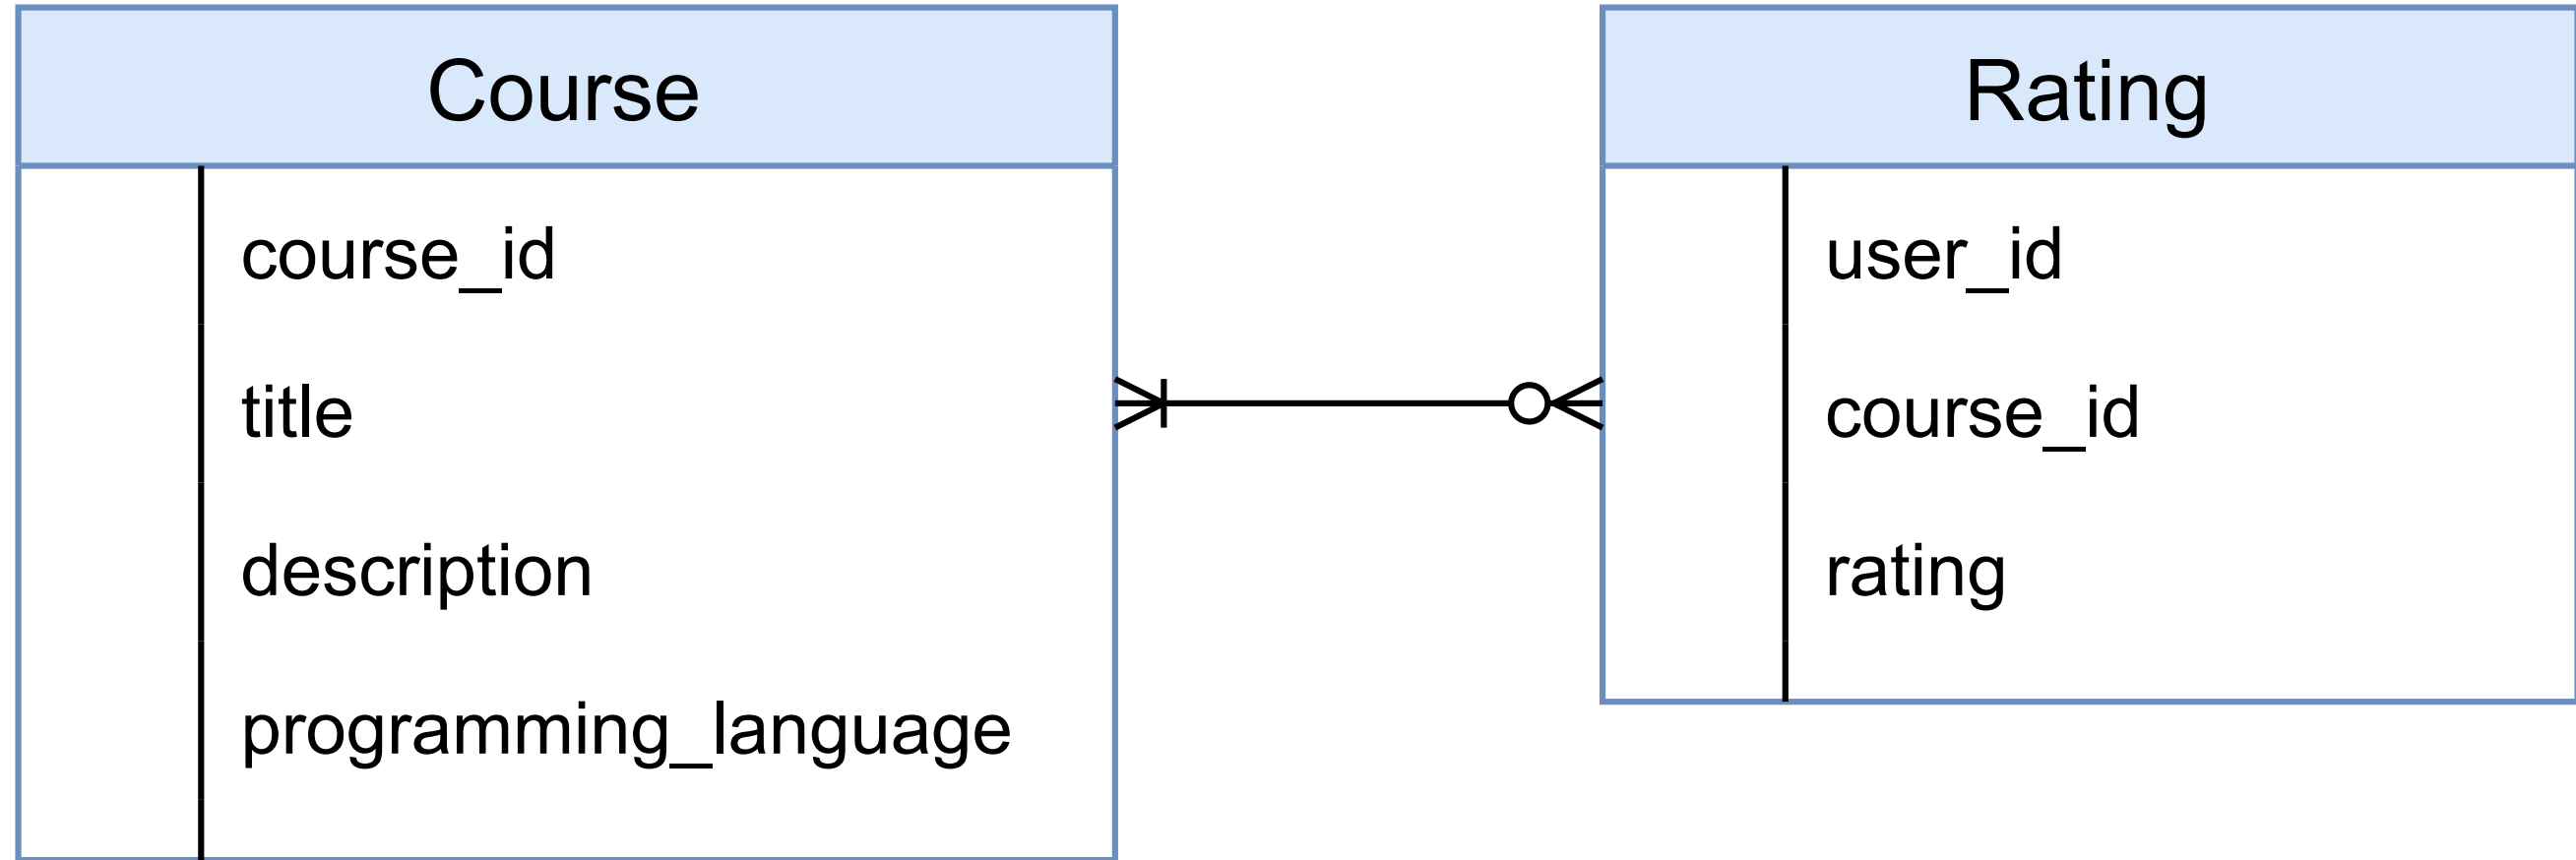 Course
course_id
title
description
programming_language
Rating
user_id
course_id
rating